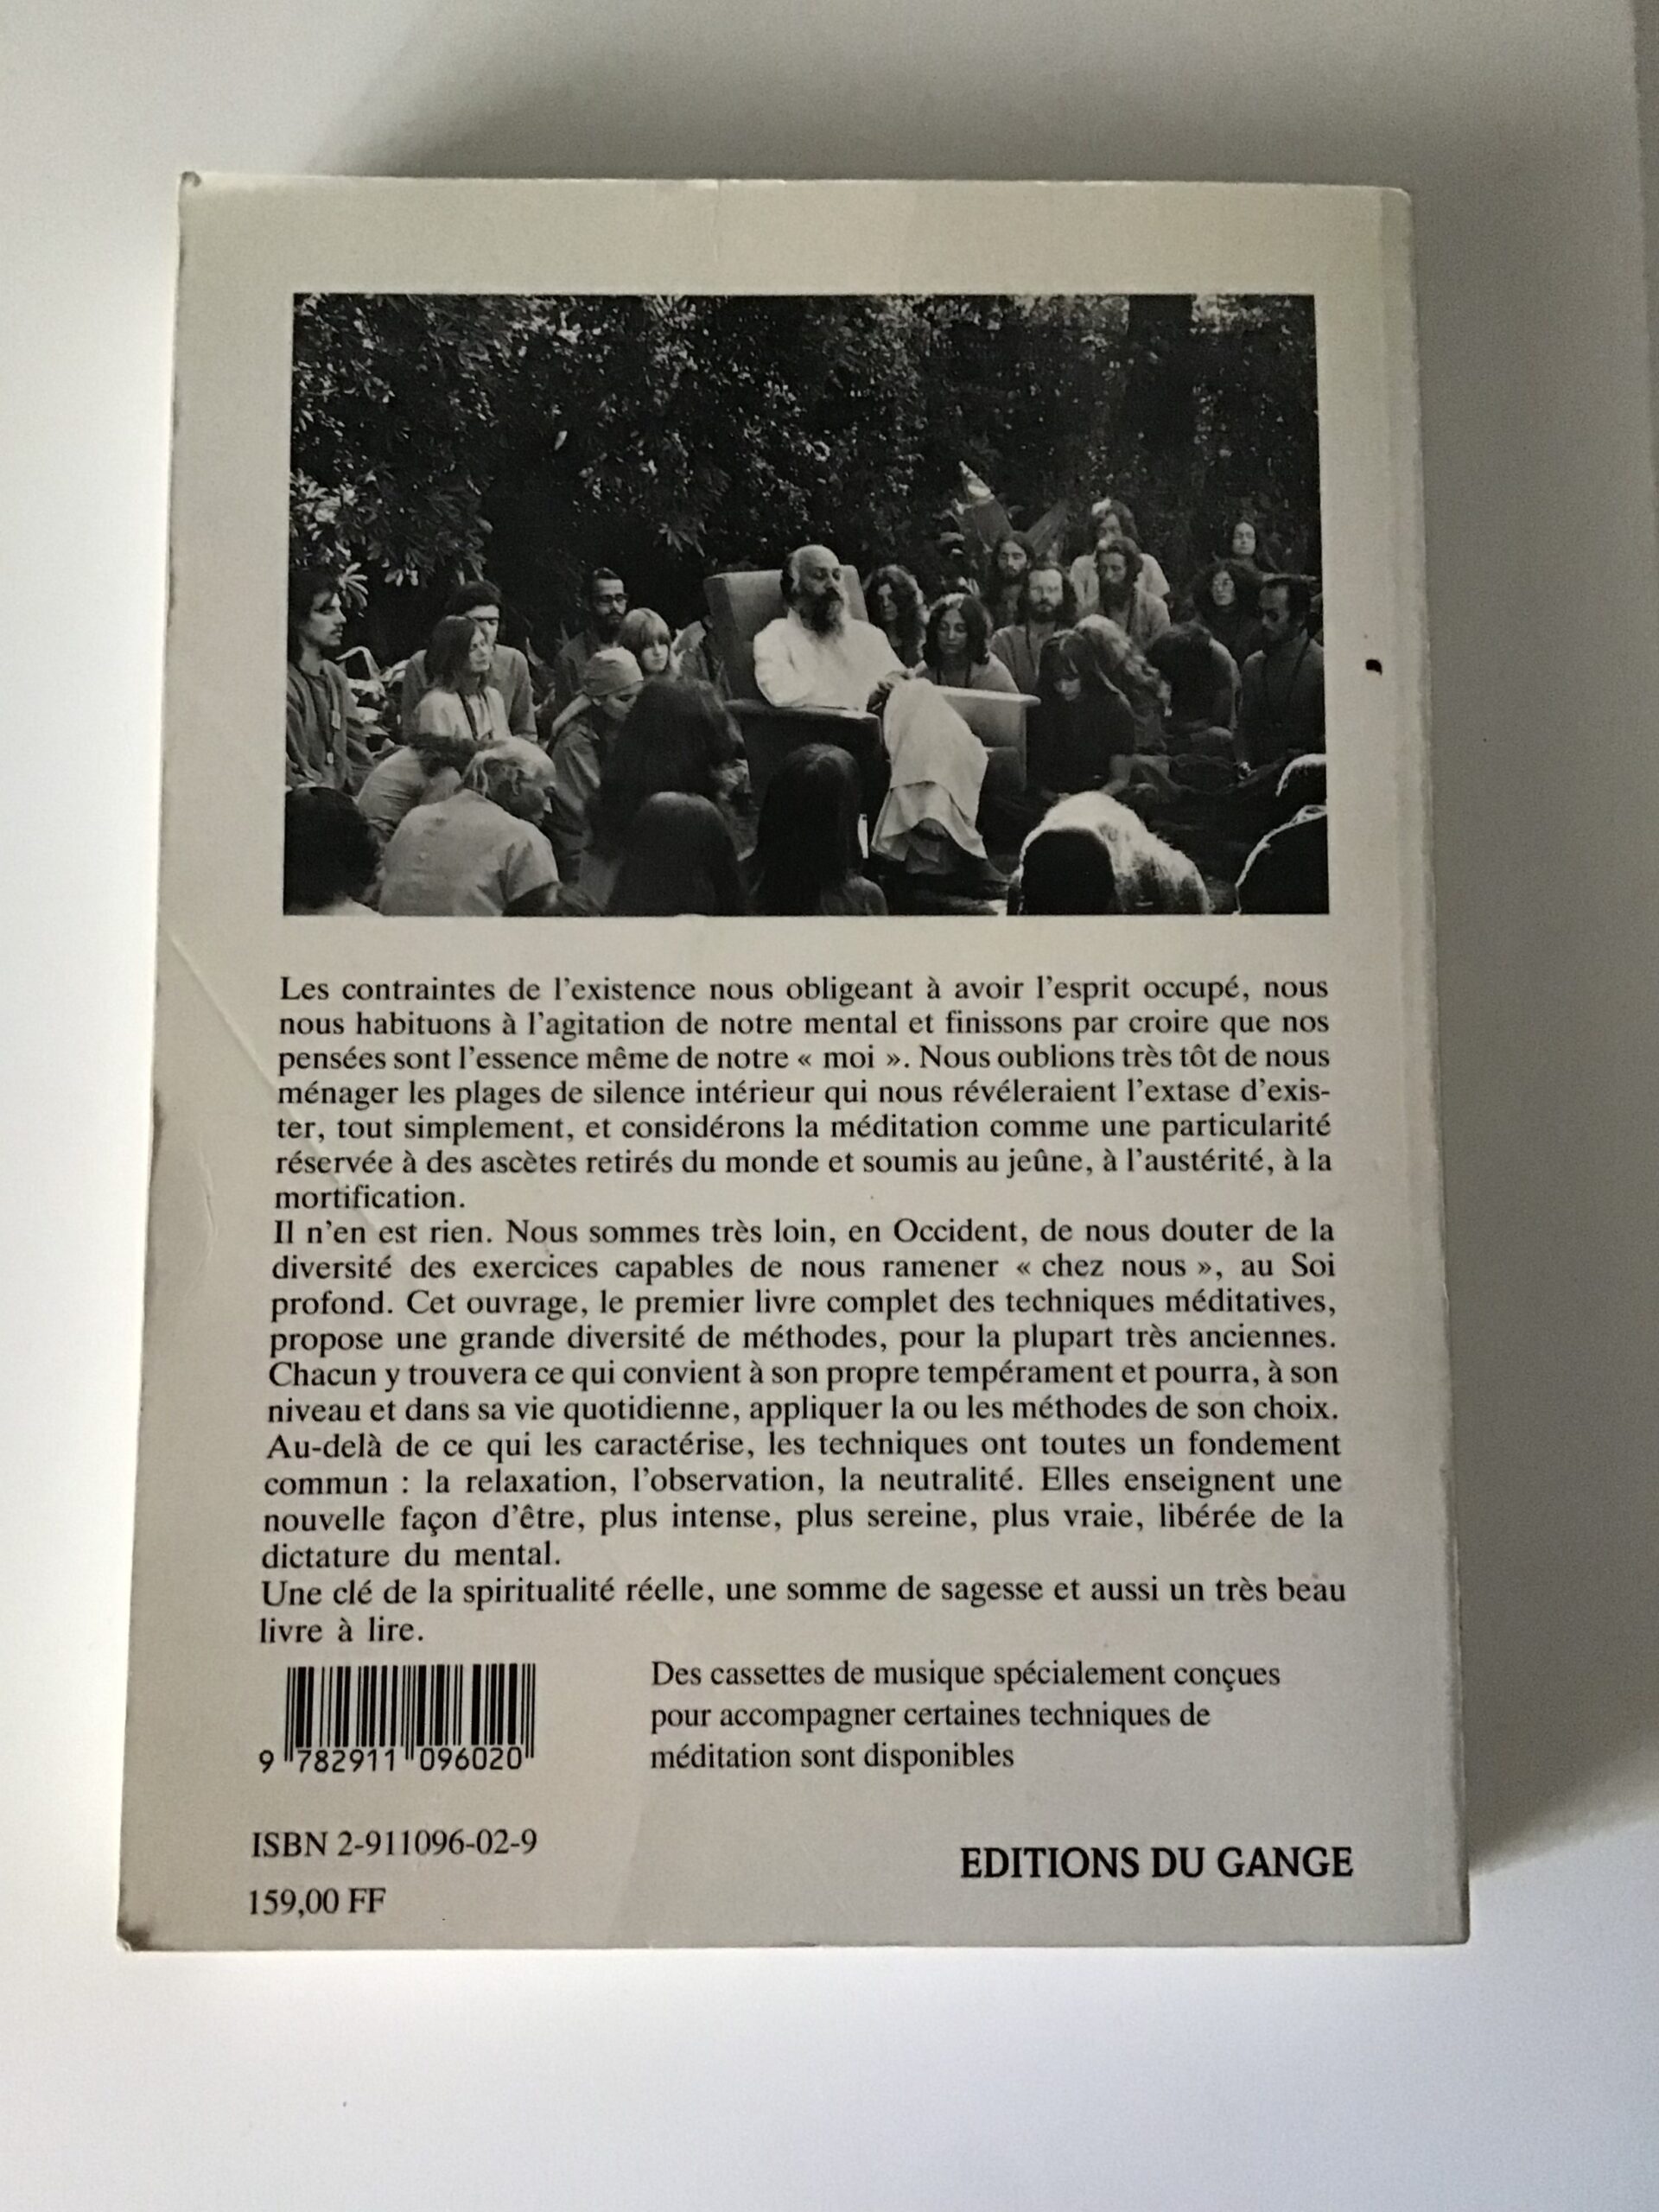 Les contraintes de l'existence nous obligeant à avoir l'esprit occupé, nous
nous habituons à l'agitation de notre mental et finissons par croire que nos
pensées sont l'essence même de notre « moi ». Nous oublions très tôt de nous
ménager les plages de silence intérieur qui nous révéleraient l'extase d'exis-
ter, tout simplement, et considérons la méditation comme une particularité
réservée à des ascètes retirés du monde et soumis au jeûne, à l'austérité, à la
mortification.
Il n'en est rien. Nous sommes très loin, en Occident, de nous douter de la
diversité des exercices capables de nous ramener « chez nous », au Soi
profond. Cet ouvrage, le premier livre complet des techniques méditatives,
propose une grande diversité de méthodes, pour la plupart très anciennes.
Chacun y trouvera ce qui convient à son propre tempérament et pourra, à son
niveau et dans sa vie quotidienne, appliquer la ou les méthodes de son choix.
Au-delà de ce qui les caractérise, les techniques ont toutes un fondement
commun : la relaxation, l'observation, la neutralité. Elles enseignent une
nouvelle façon d'être, plus intense, plus sereine, plus vraie, libérée de la
dictature du mental.
Une clé de la spiritualité réelle, une somme de sagesse et aussi un très beau
livre à lire.
Des cassettes de musique spécialement conçues
pour accompagner certaines techniques de
méditation sont disponibles
9 782911 096020
ISBN 2-911096-02-9
159,00 FF
EDITIONS DU GANGE